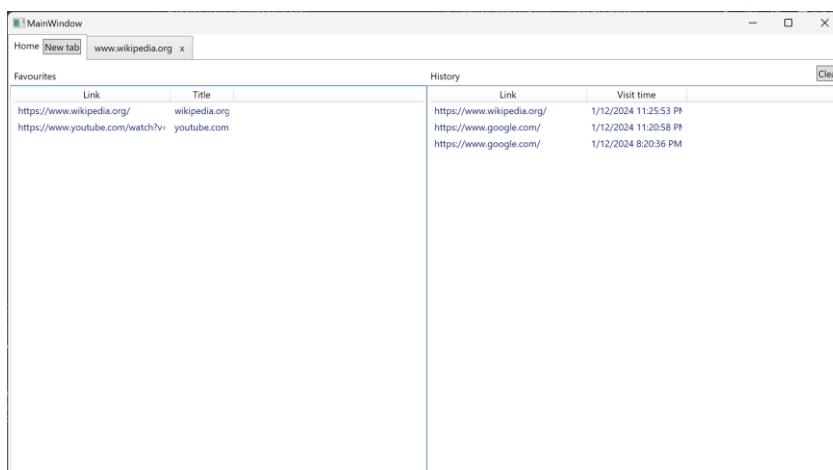 MainWindow
Home New tab www.wikipedia.org x
Favourites
Link Title
https://www.wikipedia.org/ wikipedia.org
https://www.youtube.com/watch?v= youtube.com
History
Link Visit time
https://www.wikipedia.org/ 1/12/2024 11:25:53 PM
https://www.google.com/ 1/12/2024 11:20:58 PM
https://www.google.com/ 1/12/2024 8:20:36 PM